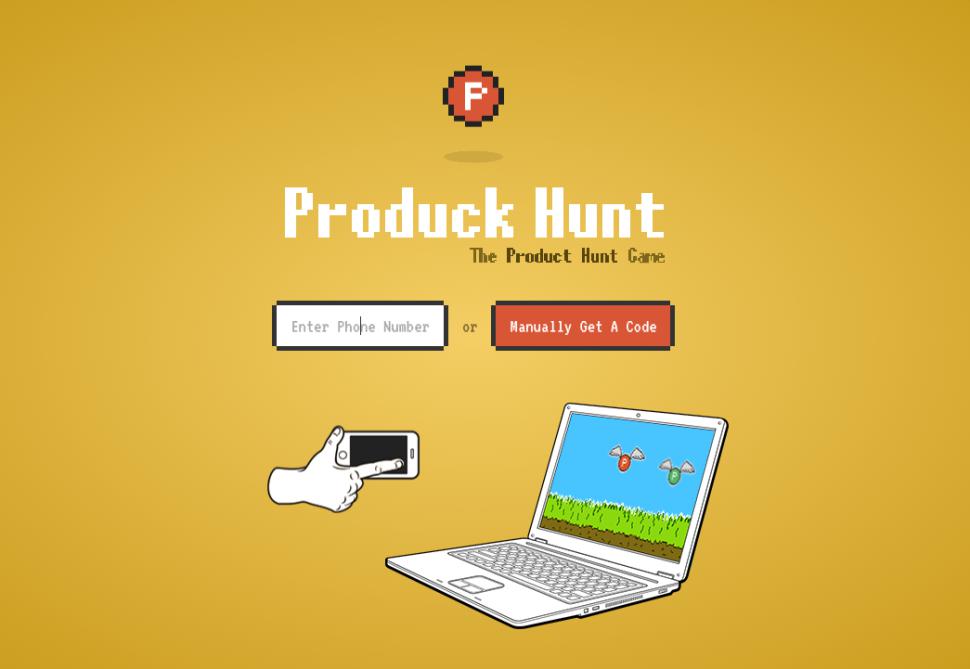 P
Produck Hunt
The Product Hunt Game
Enter Phone Number or Manually Get A Code
P
P